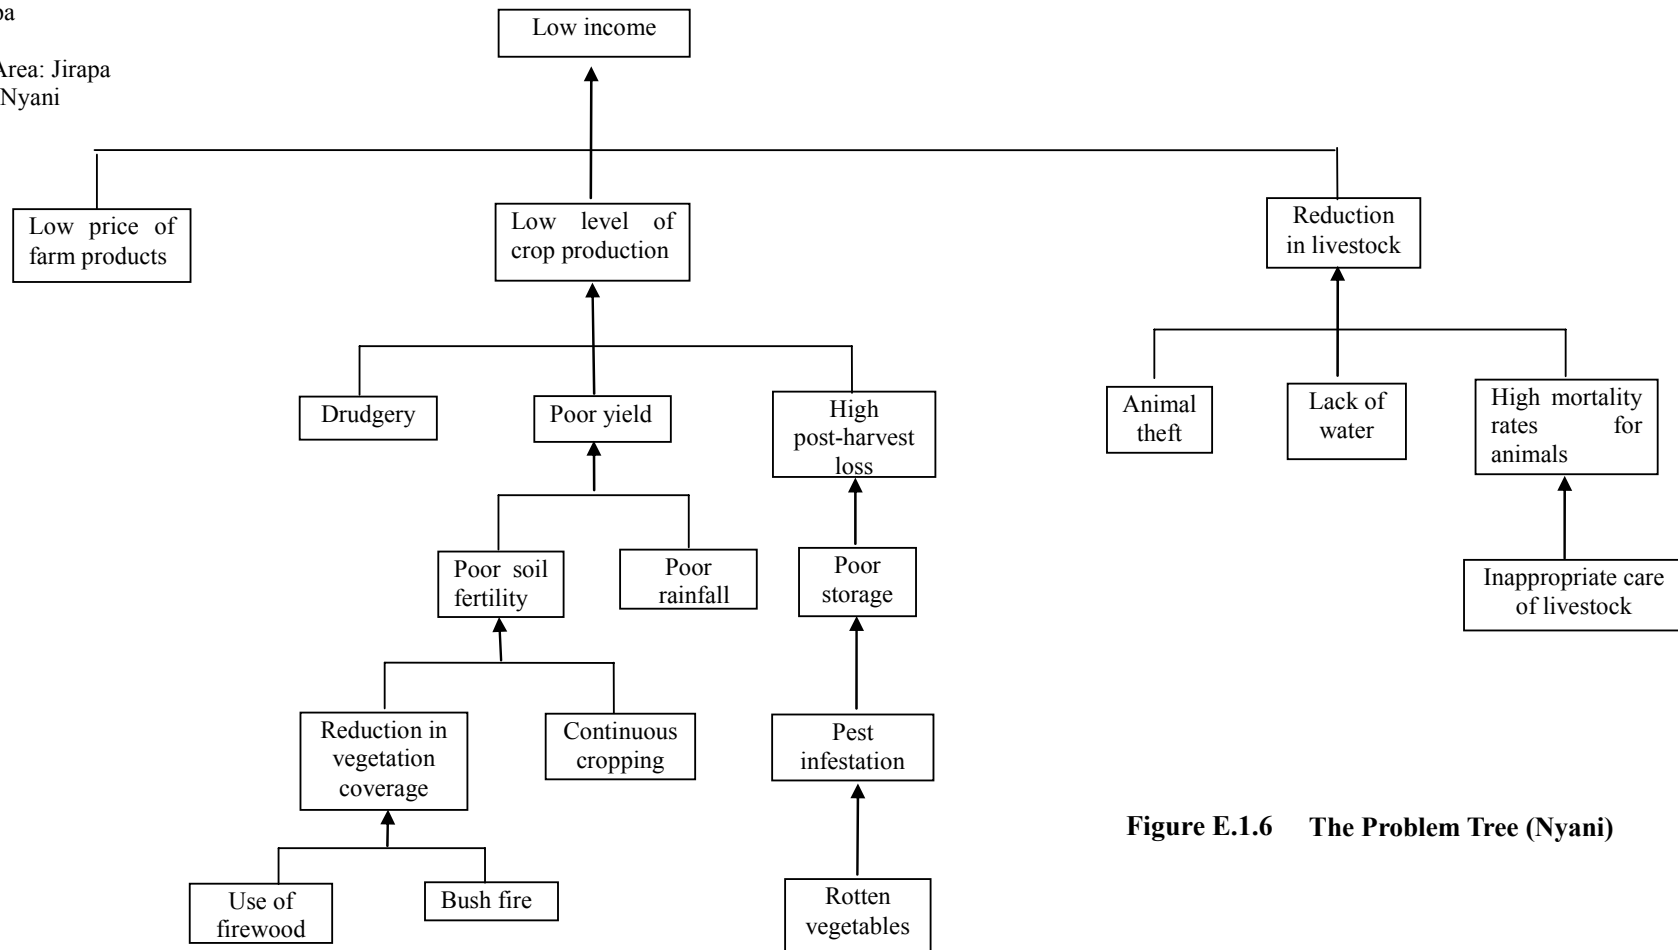 pa
Area: Jirapa
Nyani
Low income
Low price of
farm products
Low level of
crop production
Reduction
in livestock
Drudgery
Poor yield
High
post-harvest
loss
Animal
theft
Lack of
water
High mortality
rates for
animals
Poor soil
fertility
Poor
rainfall
Poor
storage
Inappropriate care
of livestock
Reduction in
vegetation
coverage
Continuous
cropping
Pest
infestation
Figure E.1.6 The Problem Tree (Nyani)
Use of
firewood
Bush fire
Rotten
vegetables